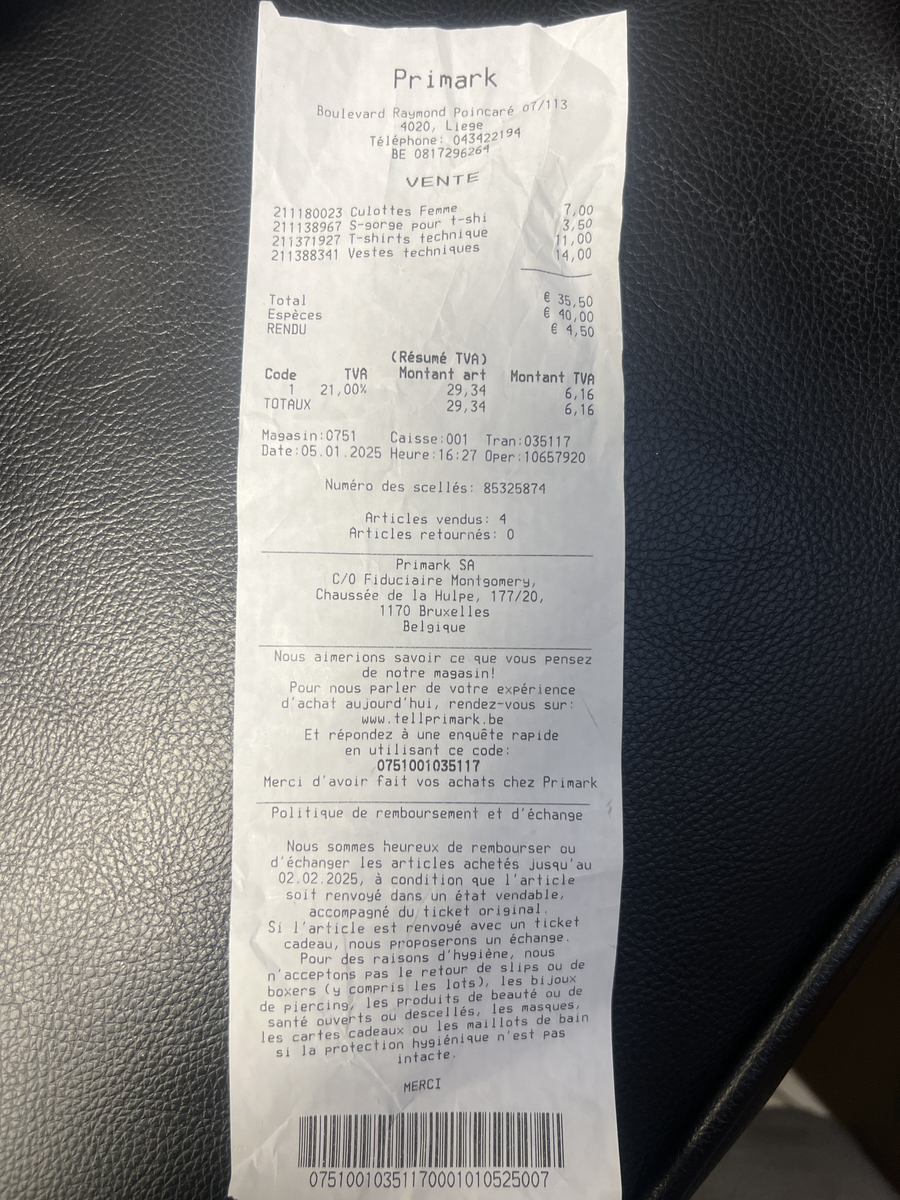 Primark
Boulevard Raymond Poincaré 07/113
4020, Liege
Téléphone: 043422194
BE 0817296264
VENTE
211180023 Culottes Femme 7,00
211138967 S-gorge pour t-shi 3,50
211371927 T-shirts technique 11,00
211388341 Vestes techniques 14,00
Total € 35,50
Espèces € 40,00
RENDU € 4,50
(Résumé TVA)
Code TVA Montant art Montant TVA
1 21,00% 29,34 6,16
TOTAUX 29,34 6,16
Magasin:0751 Caisse:001 Tran:035117
Date:05.01.2025 Heure:16:27 Oper:10657920
Numéro des scellés: 85325874
Articles vendus: 4
Articles retournés: 0
Primark SA
C/O Fiduciaire Montgomery,
Chaussée de la Hulpe, 177/20,
1170 Bruxelles
Belgique
Nous aimerions savoir ce que vous pensez
de notre magasin!
Pour nous parler de votre expérience
d'achat aujourd'hui, rendez-vous sur:
www.tellprimark.be
Et répondez à une enquête rapide
en utilisant ce code:
0751001035117
Merci d'avoir fait vos achats chez Primark
Politique de remboursement et d'échange
Nous sommes heureux de rembourser ou
d'échanger les articles achetés jusqu'au
02.02.2025, à condition que l'article
soit renvoyé dans un état vendable,
accompagné du ticket original.
Si l'article est renvoyé avec un ticket
cadeau, nous proposerons un échange.
Pour des raisons d'hygiène, nous
n'acceptons pas le retour de slips ou de
boxers (y compris les lots), les bijoux
de piercing, les produits de beauté ou de
santé ouverts ou descellés, les masques,
les cartes cadeaux ou les maillots de bain
si la protection hygiénique n'est pas
intacte.
MERCI
07510010351170001010525007